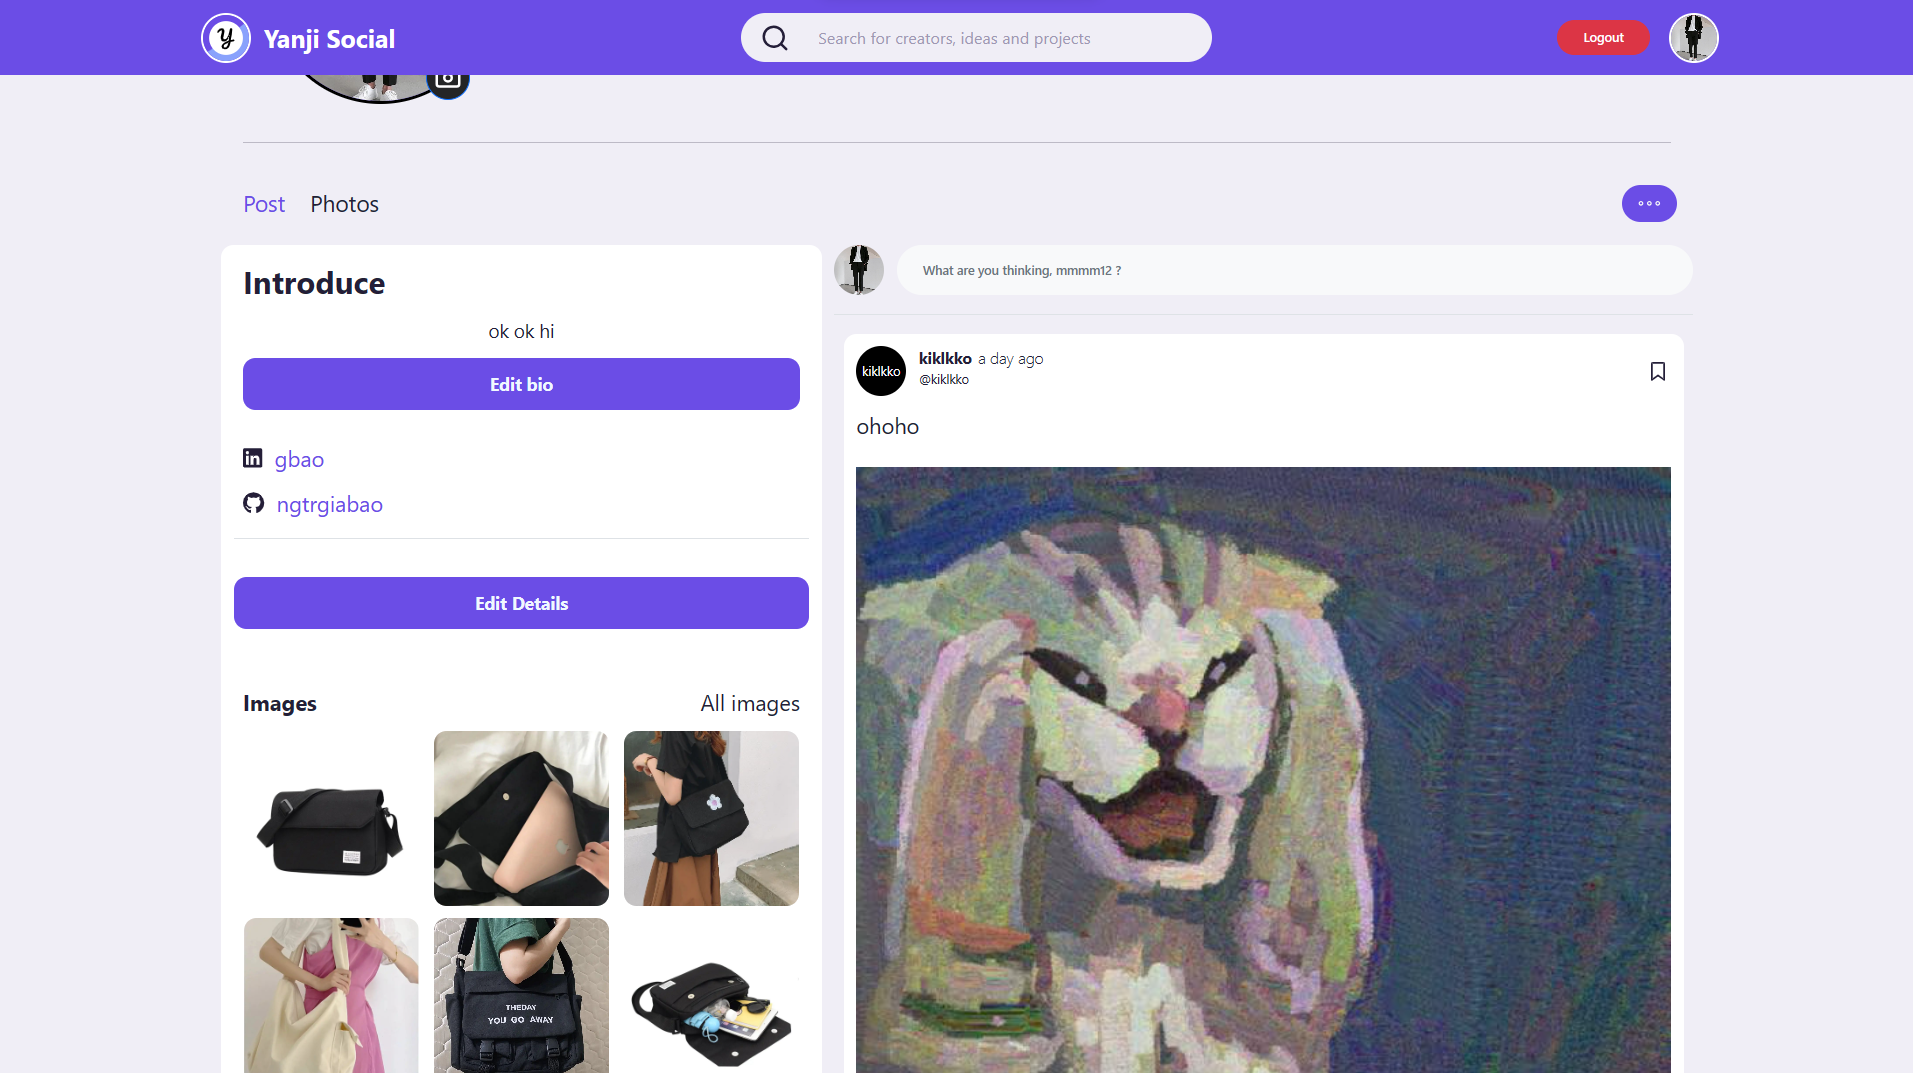 Yanji Social
Search for creators, ideas and projects
Logout
Post
Photos
Introduce
ok ok hi
Edit bio
gbao
ngtrgiabao
Edit Details
Images
All images
THEDAY
YOU GO AWAY
What are you thinking, mmmm12 ?
kiklkko
kiklkko a day ago
@kiklkko
ohoho